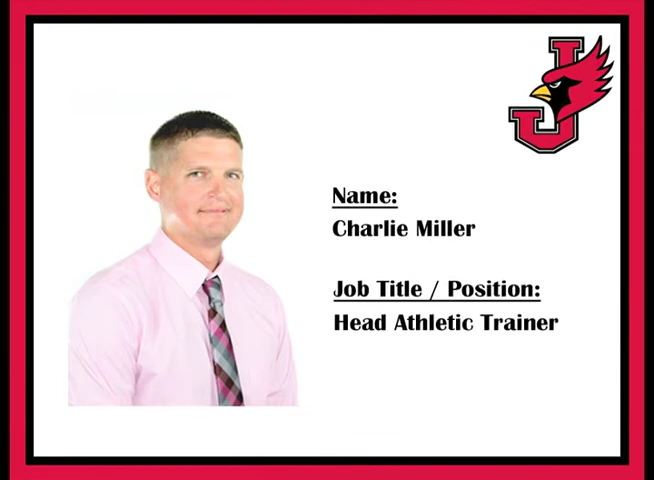 J
Name:
Charlie Miller
Job Title / Position:
Head Athletic Trainer